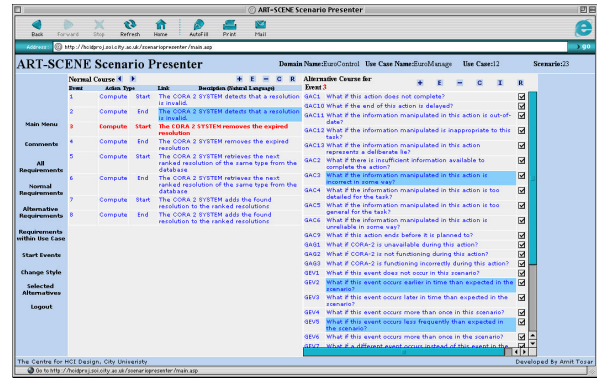 ART-SCENE Scenario Presenter
Back Forward Stop Refresh Home AutoFill Print Mail
Address http://hcidproj.soi.city.ac.uk/scenariopresenter/main.asp go
ART-SCENE Scenario Presenter Domain Name:EuroControl Use Case Name:EuroManage Use Case:12 Scenario:23
Main Menu
Comments
All
Requirements
Normal
Requirements
Alternative
Requirements
Requirements
within Use Case
Start Events
Change Style
Selected
Alternatives
Logout
Normal Course + E - C R
Event Action Type Link Description (Natural Language)
1 Compute Start The CORA 2 SYSTEM detects that a resolution
is invalid.
2 Compute End The CORA 2 SYSTEM detects that a resolution
is invalid.
3 Compute Start The CORA 2 SYSTEM removes the expired
resolution
4 Compute End The CORA 2 SYSTEM removes the expired
resolution
5 Compute Start The CORA 2 SYSTEM retrieves the next
ranked resolution of the same type from the
database
6 Compute End The CORA 2 SYSTEM retrieves the next
ranked resolution of the same type from the
database
7 Compute Start The CORA 2 SYSTEM adds the found
resolution to the ranked resolutions
8 Compute End The CORA 2 SYSTEM adds the found
resolution to the ranked resolutions
Alternative Course for
Event 3 + E - C I R
GAC1 What if this action does not complete?
GAC10 What if the end of this action is delayed?
GAC11 What if the information manipulated in this action is out-of-
date?
GAC12 What if the information manipulated is inappropriate to this
task?
GAC13 What if the information manipulated in this action
represents a deliberate lie?
GAC2 What if there is insufficient information available to
complete the action?
GAC3 What if the information manipulated in this action is
incorrect in some way?
GAC4 What if the information manipulated in this action is too
detailed for the task?
GAC5 What if the information manipulated in this action is too
general for the task?
GAC6 What if the information manipulated in this action is
unreliable in some way?
GAC9 What if this action ends before it is planned to?
GAG1 What if CORA-2 is unavailable during this action?
GAG2 What if CORA-2 is not functioning during this action?
GAG3 What if CORA-2 is functioning incorrectly during this action?
GEV1 What if this event does not occur in this scenario?
GEV2 What if this event occurs earlier in time than expected in the
scenario?
GEV3 What if this event occurs later in time than expected in the
scenario?
GEV4 What if this event occurs more than once in this scenario?
GEV5 What if this event occurs less frequently than expected in
the scenario?
GEV6 What if this event occurs more than once in this scenario?
GEV7 What if a different event occurs instead of this event in the
The Centre for HCI Design, City Univeristy Developed By Amit Tosar
Go to http://hcidproj.soi.city.ac.uk/scenariopresenter/main.asp